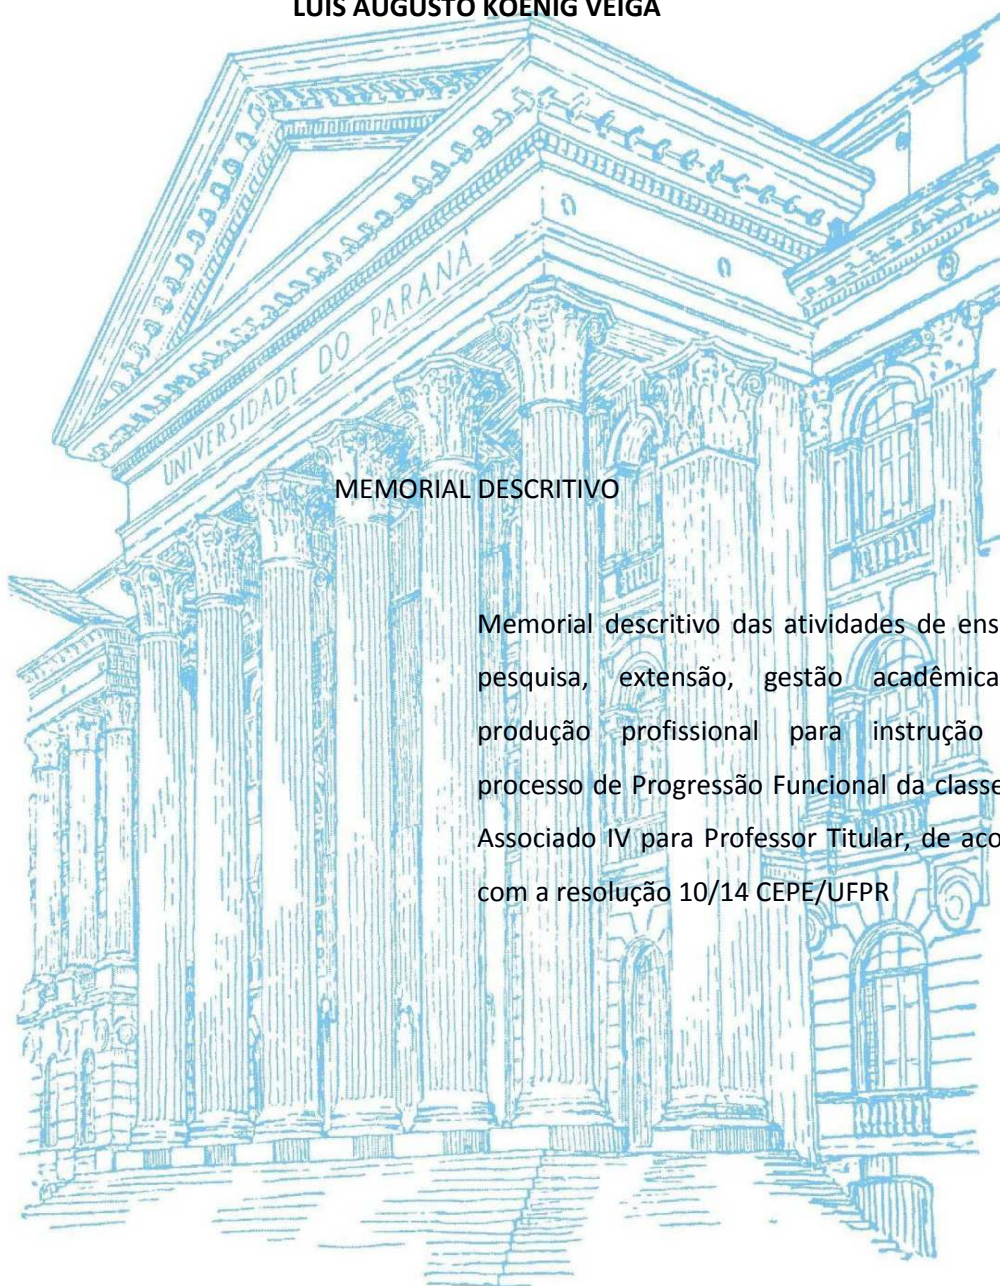 LUIS AUGUSTO KOENIG VEIGA
UNIVERSIDADE DO PARANÁ
MEMORIAL DESCRITIVO
Memorial descritivo das atividades de ens
pesquisa, extensão, gestão acadêmica
produção profissional para instrução
processo de Progressão Funcional da classe
Associado IV para Professor Titular, de aco
com a resolução 10/14 CEPE/UFPR